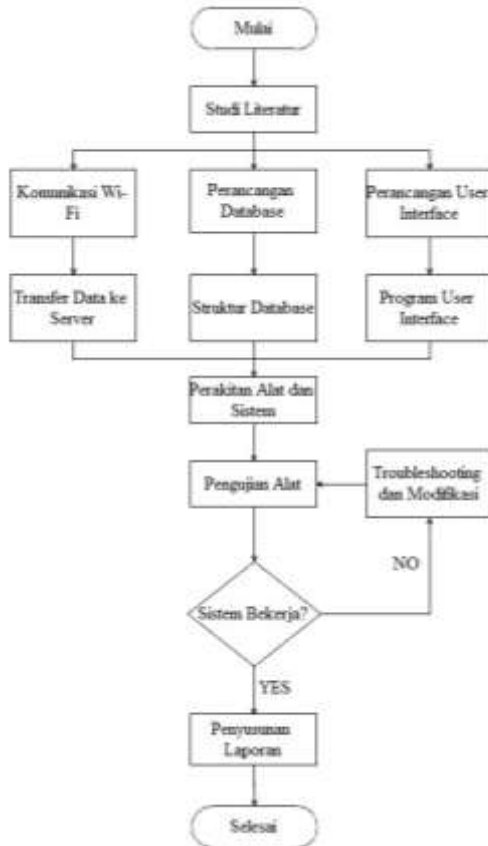 Mulai
Studi Literatur
Komunikasi Wi-
Fi
Perancangan
Database
Perancangan User
Interface
Transfer Data ke
Server
Struktur Database
Program User
Interface
Perakitan Alat dan
Sistem
Pengujian Alat
Troubleshooting
dan Modifikasi
NO
Sistem Bekerja?
YES
Penyusunan
Laporan
Selesai